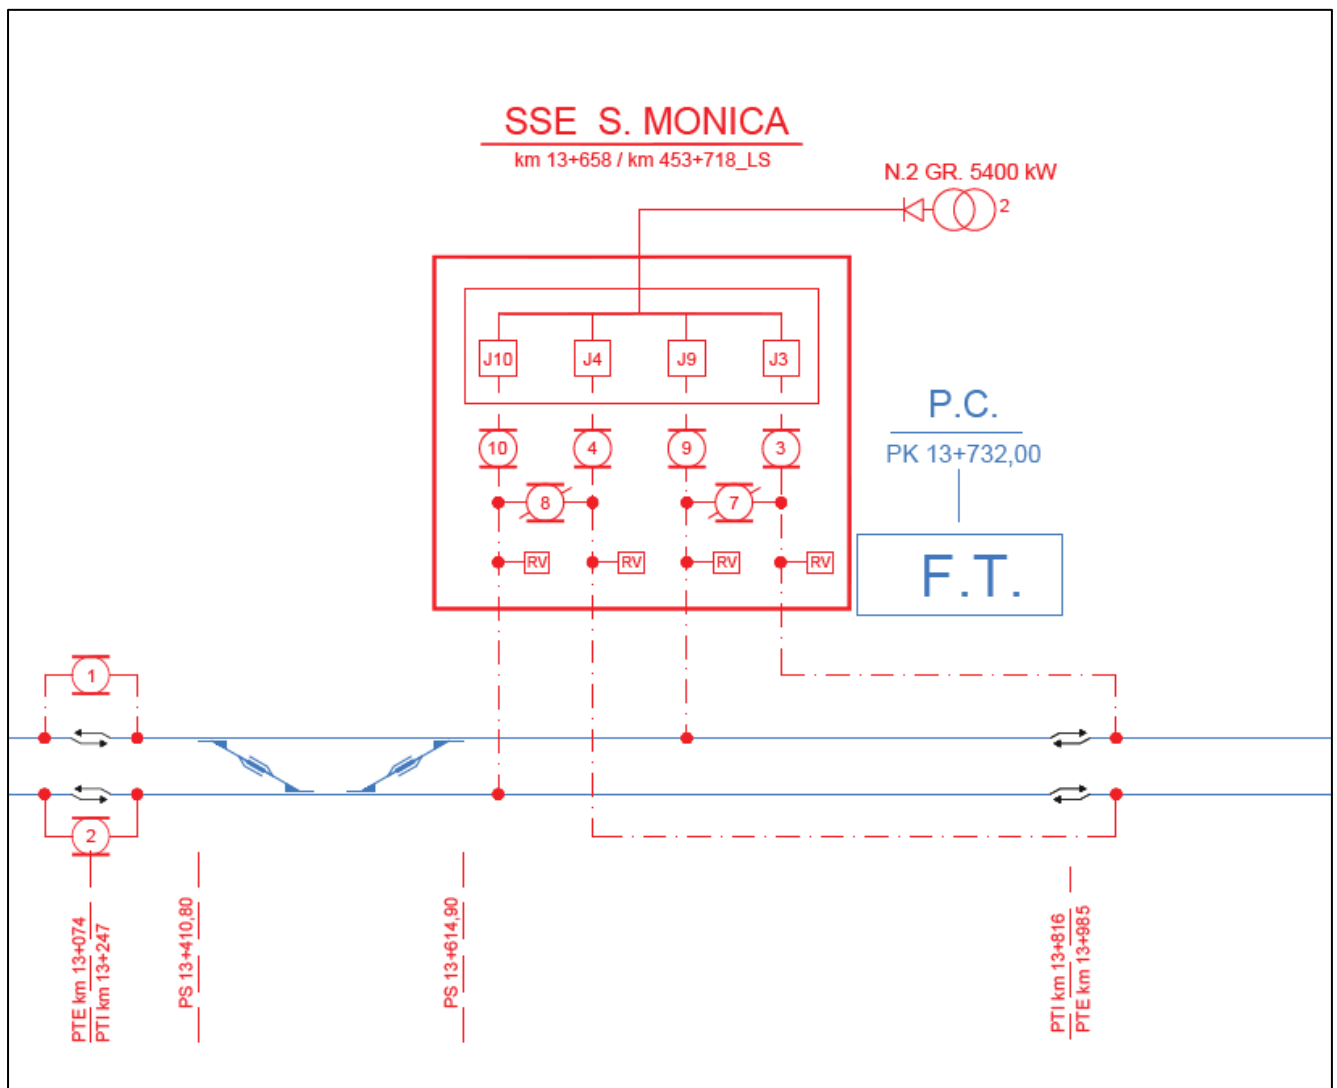 SSE S. MONICA
km 13+658 / km 453+718_LS
N.2 GR. 5400 kW
2
J10
J4
J9
J3
P.C.
PK 13+732,00
10
4
9
3
8
7
RV
RV
RV
RV
F.T.
1
2
PTE km 13+074
PTI km 13+247
PS 13+410,80
PS 13+614,90
PTI km 13+816
PTE km 13+985